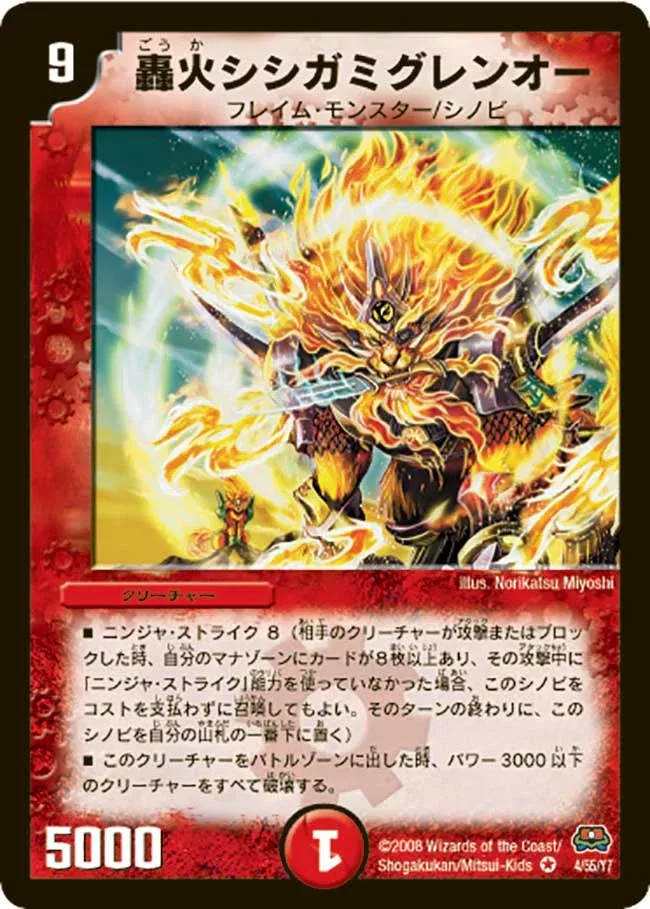 9
ごうか
轟火シシガミグレンオー
フレイム・モンスター/シノビ
illus. Norikatsu Miyoshi
クリーチャー
■ ニンジャ・ストライク 8（相手のクリーチャーが攻撃またはブロッ
クした時、自分のマナゾーンにカードが8枚以上あり、その攻撃中に
「ニンジャ・ストライク」能力を使っていなかった場合、このシノビを
コストを支払わずに召喚してもよい。そのターンの終わりに、この
シノビを自分の山札の一番下に置く）
■ このクリーチャーをバトルゾーンに出した時、パワー3000以下
のクリーチャーをすべて破壊する。
5000
1
©2008 Wizards of the Coast/
Shogakukan/Mitsui-Kids
4/55/Y7